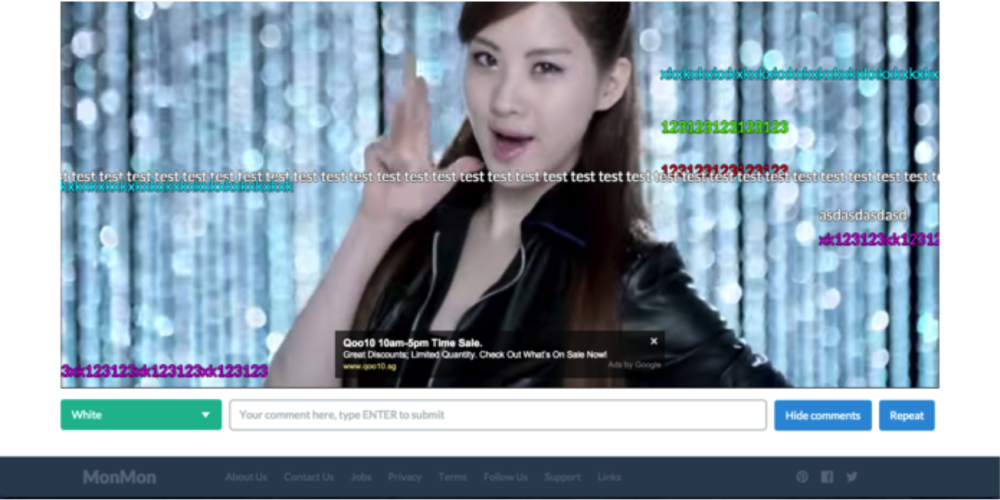 123123123123123
123123123123123
test test test test test test test test test test test test test test test test test test test test test test test test test test test test test test test
asdasdasdasd
xk123123xk12312
Qoo10 10am-5pm Time Sale.
Great Discounts; Limited Quantity. Check Out What's On Sale Now!
www.qoo10.sg
Ads by Google
3xk123123xk123123xk123123
White
Your comment here, type ENTER to submit
Hide comments
Repeat
MonMon
About Us
Contact Us
Jobs
Privacy
Terms
Follow Us
Support
Links